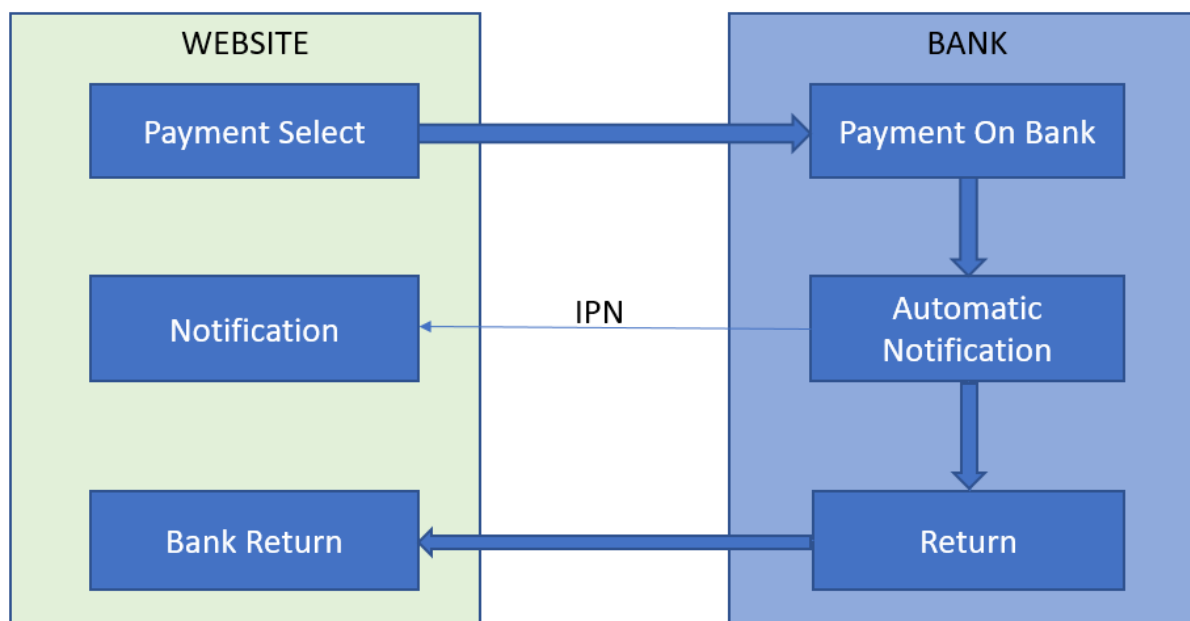 WEBSITE
BANK
Payment Select
Payment On Bank
Notification
IPN
Automatic
Notification
Bank Return
Return